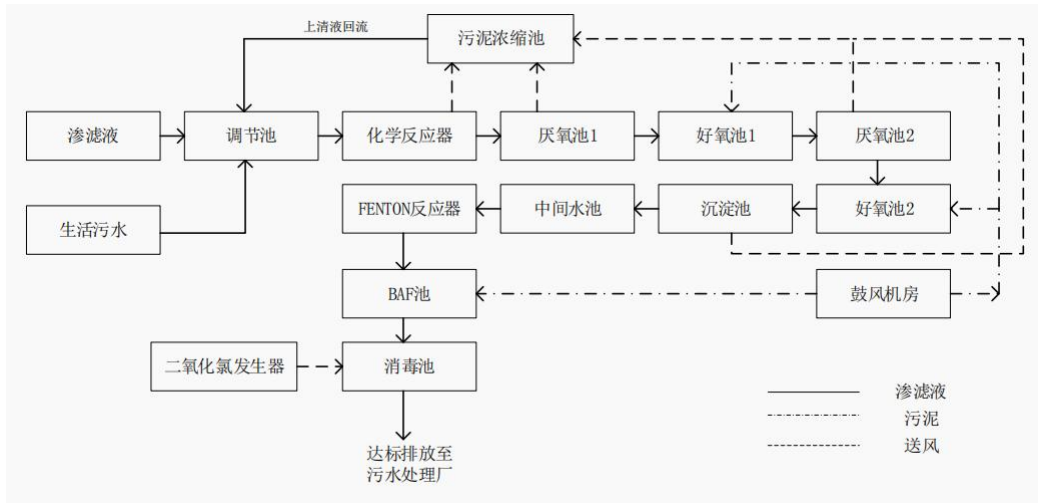 上清液回流
污泥浓缩池
渗滤液
调节池
化学反应器
厌氧池1
好氧池1
厌氧池2
生活污水
FENTON反应器
中间水池
沉淀池
好氧池2
BAF池
鼓风机房
二氧化氯发生器
消毒池
渗滤液
污泥
送风
达标排放至
污水处理厂